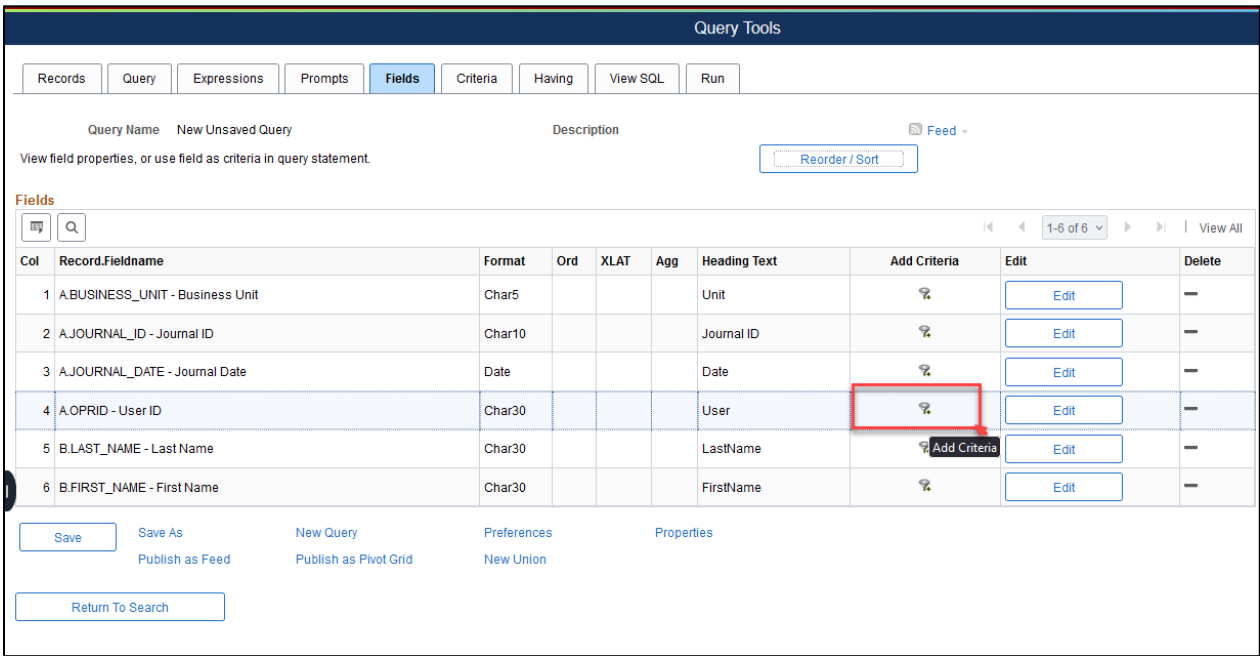 Query Tools
Records Query Expressions Prompts Fields Criteria Having View SQL Run
Query Name New Unsaved Query Description Feed
View field properties, or use field as criteria in query statement. Reorder / Sort
Fields
1-6 of 6 View All
Col Record.Fieldname Format Ord XLAT Agg Heading Text Add Criteria Edit Delete
1 A.BUSINESS_UNIT - Business Unit Char5 Unit Edit
2 A.JOURNAL_ID - Journal ID Char10 Journal ID Edit
3 A.JOURNAL_DATE - Journal Date Date Date Edit
4 A.OPRID - User ID Char30 User Edit
5 B.LAST_NAME - Last Name Char30 LastName Add Criteria Edit
6 B.FIRST_NAME - First Name Char30 FirstName Edit
Save Save As New Query Preferences Properties
Publish as Feed Publish as Pivot Grid New Union
Return To Search